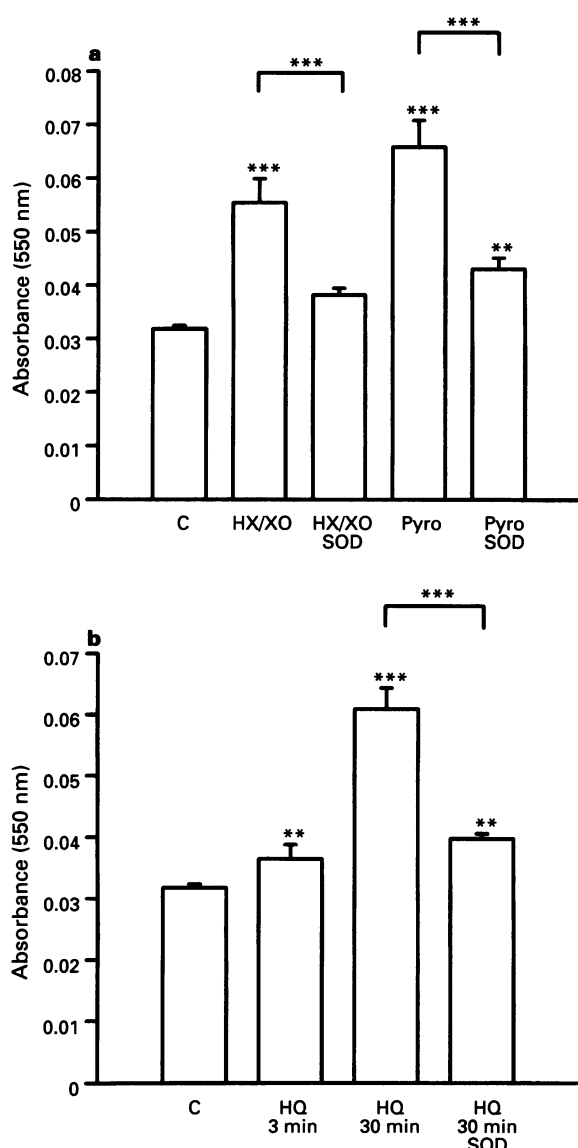 a
***
***
0.08
0.07
0.06
0.05
0.04
0.03
0.02
0.01
0
Absorbance (550 nm)
***
***
**
C
HX/XO
HX/XO
SOD
Pyro
Pyro
SOD
b
***
0.07
0.06
0.05
0.04
0.03
0.02
0.01
0
Absorbance (550 nm)
**
***
**
C
HQ
3 min
HQ
30 min
HQ
30 min
SOD